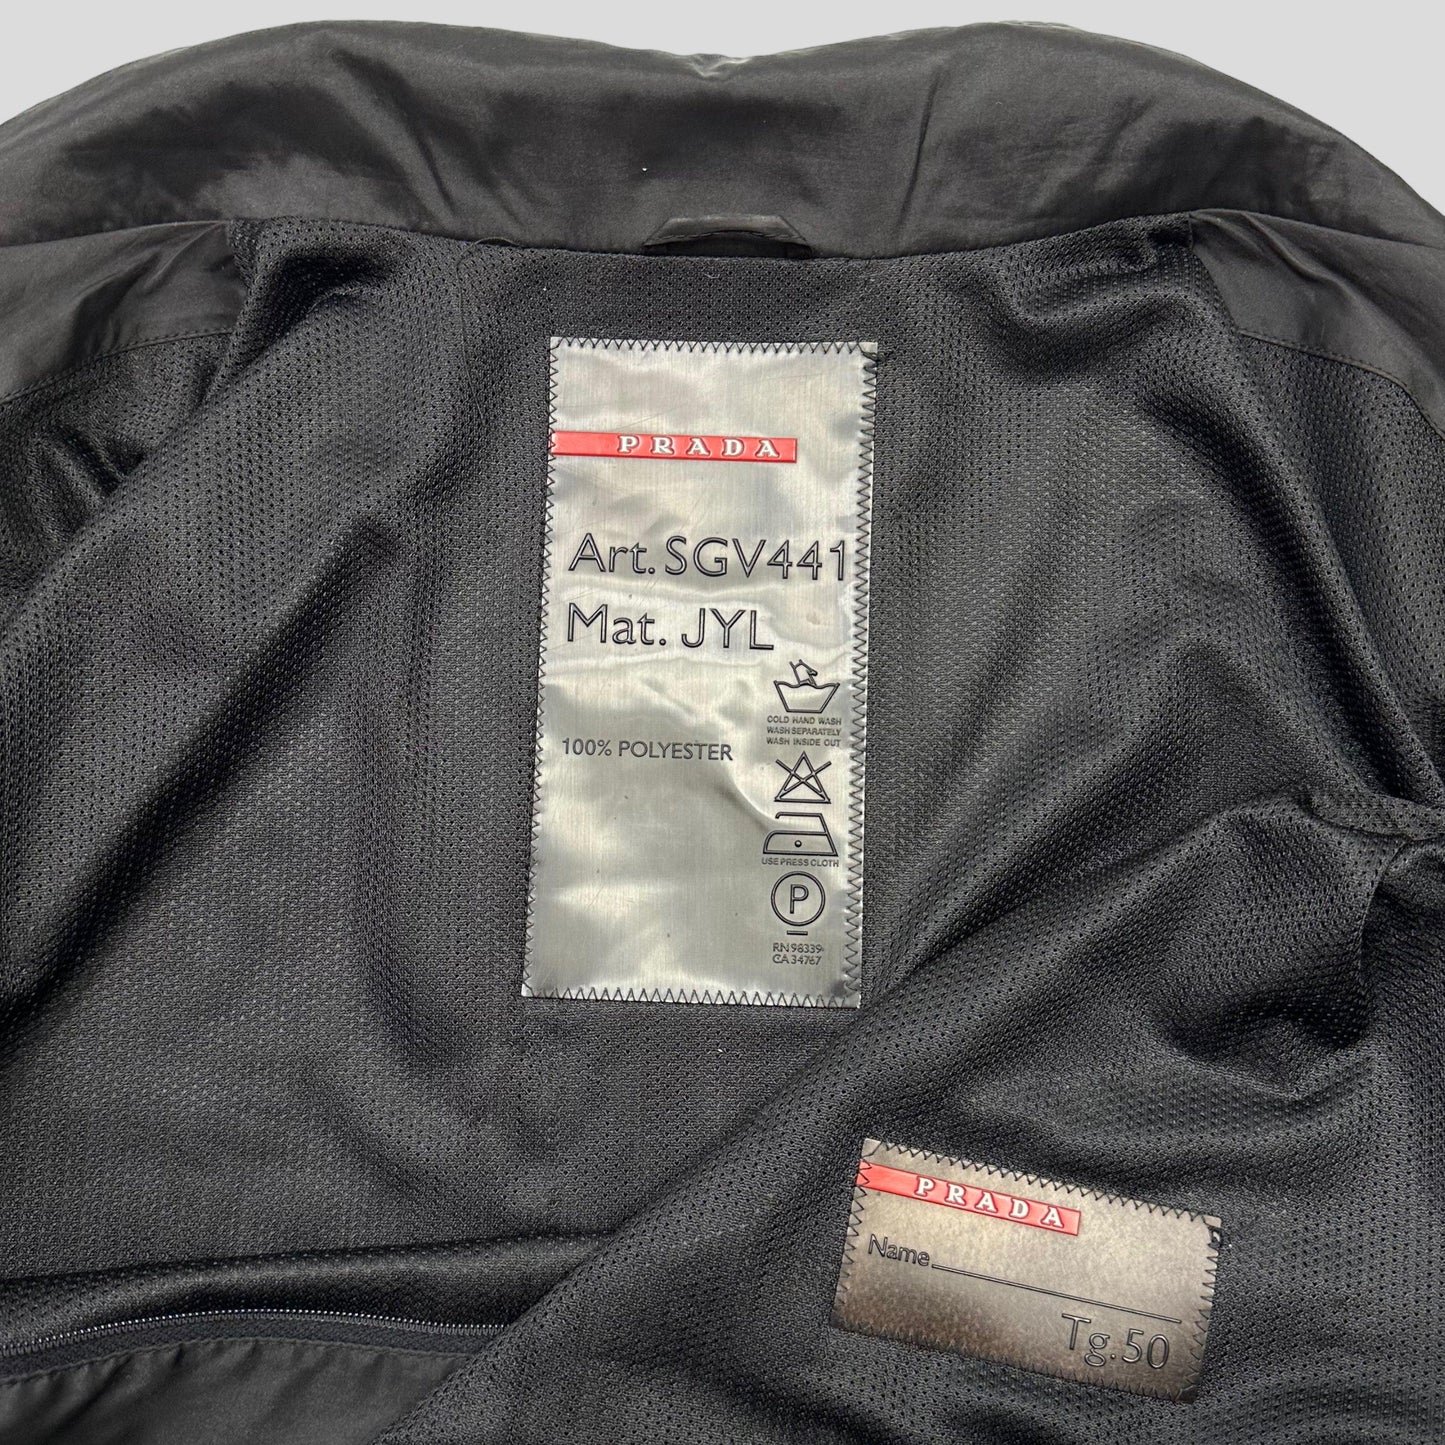 PRADA
Art. SGV441
Mat. JYL
COLD HAND WASH
WASH SEPARATELY
WASH INSIDE OUT
100% POLYESTER
USE PRESS CLOTH
P
RN 98339
CA 34767
PRADA
Name
Tg.50